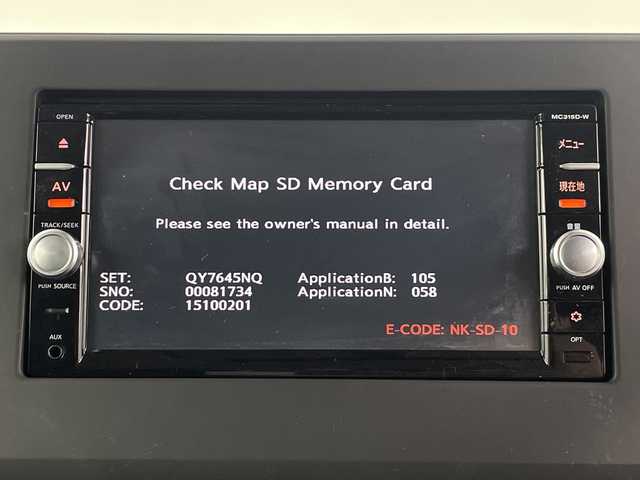 OPEN
MC315D-W
メニュー
AV
現在地
TRACK/SEEK
音量
PUSH SOURCE
PUSH AV OFF
AUX
OPT
Check Map SD Memory Card
Please see the owner's manual in detail.
SET: QY7645NQ ApplicationB: 105
SNO: 00081734 ApplicationN: 058
CODE: 15100201
E-CODE: NK-SD-10